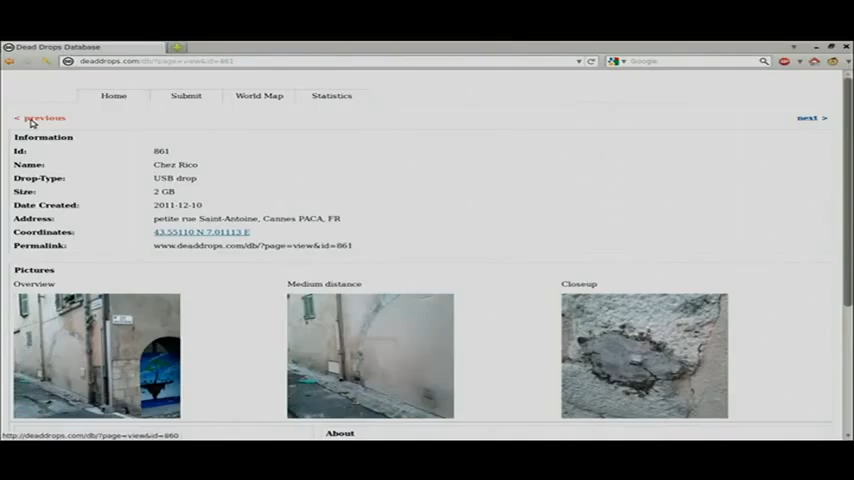 Dead Drops Database
deaddrops.com/db/?page=view&id=861
Google
Home Submit World Map Statistics
< previous next >
Information
Id: 861
Name: Chez Rico
Drop-Type: USB drop
Size: 2 GB
Date Created: 2011-12-10
Address: petite rue Saint-Antoine, Cannes PACA, FR
Coordinates: 43.55110 N 7.01113 E
Permalink: www.deaddrops.com/db/?page=view&id=861
Pictures
Overview Medium distance Closeup
http://deaddrops.com/db/?page=view&id=860
About